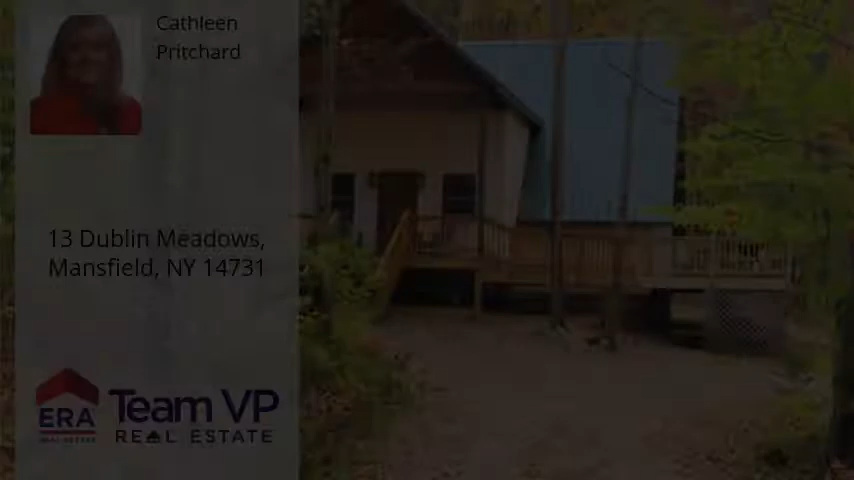 Cathleen
Pritchard
13 Dublin Meadows,
Mansfield, NY 14731
ERA
REAL ESTATE
Team VP
REAL ESTATE